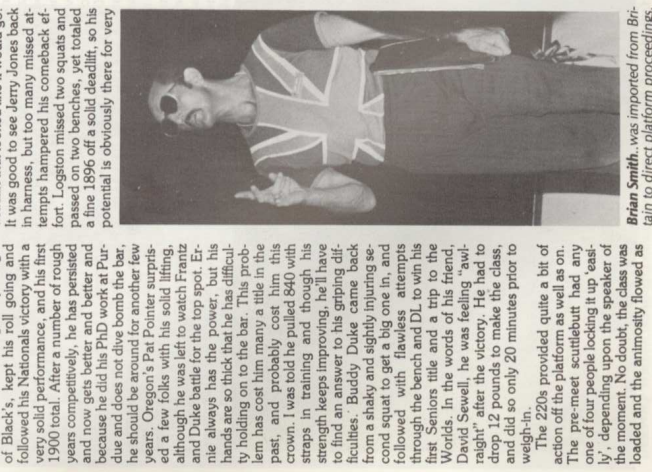 of Black's, kept his roll going and
followed his Nationals victory with a
very solid performance, and his first
1900 total. After a number of rough
years competitively, he has persisted
and now gets better and better and
because he did his PhD work at Pur-
due and does not dive bomb the bar,
he should be around for another few
years. Oregon's Pat Pointer surpris-
ed a few folks with his solid lifting,
although he was left to watch Frantz
and Duke battle for the top spot. Er-
nie always has the power, but his
hands are so thick that he has difficul-
ty holding on to the bar. This prob-
lem has cost him many a title in the
past, and probably cost him this
crown. I was told he pulled 840 with
straps in training and though his
strength keeps improving, he'll have
to find an answer to his griping dif-
ficulties. Buddy Duke came back
from a shaky and slightly injuring se-
cond squat to get a big one in, and
followed with flawless attempts
through the bench and DL to win his
first Seniors title and a trip to the
Worlds. In the words of his friend,
David Sewell, he was feeling "awl-
raight" after the victory. He had to
drop 12 pounds to make the class,
and did so only 20 minutes prior to
weigh-in.
The 220s provided quite a bit of
action off the platform as well as on.
The pre-meet scuttlebutt had any
one of four people locking it up 'easi-
ly', depending upon the speaker of
the moment. No doubt, the class was
loaded and the animosity flowed as
It was good to see Jerry Jones back
in harness, but too many missed at-
tempts hampered his comeback ef-
fort. Logston missed two squats and
passed on two benches, yet totaled
a fine 1896 off a solid deadlift, so his
potential is obviously there for very
Brian Smith..was imported from Bri-
tain to direct platform proceedings.